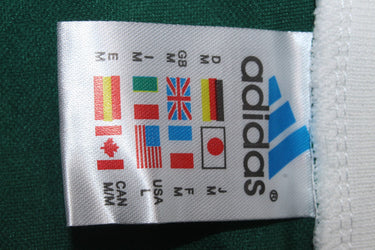 adidas®
D GB I E
M M M M
J F USA CAN
M M L M/M